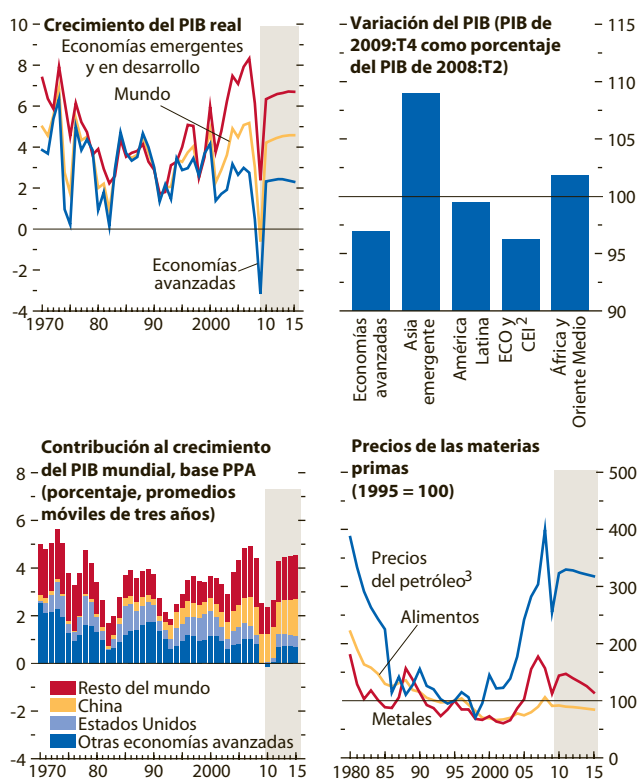 Crecimiento del PIB real
Economías emergentes
y en desarrollo
Mundo
Economías
avanzadas
10
8
6
4
2
0
-2
-4
1970 80 90 2000 10 15
Variación del PIB (PIB de
2009:T4 como porcentaje
del PIB de 2008:T2)
115
110
105
100
95
90
Economías
avanzadas
Asia
emergente
América
Latina
ECO y
CEI 2
África y
Oriente Medio
Contribución al crecimiento
del PIB mundial, base PPA
(porcentaje, promedios
móviles de tres años)
8
6
4
2
0
-2
-4
Resto del mundo
China
Estados Unidos
Otras economías avanzadas
1970 80 90 2000 10 15
Precios de las materias
primas
(1995 = 100)
500
400
300
200
100
0
Precios
del petróleo3
Alimentos
Metales
1980 85 90 95 2000 05 10 15